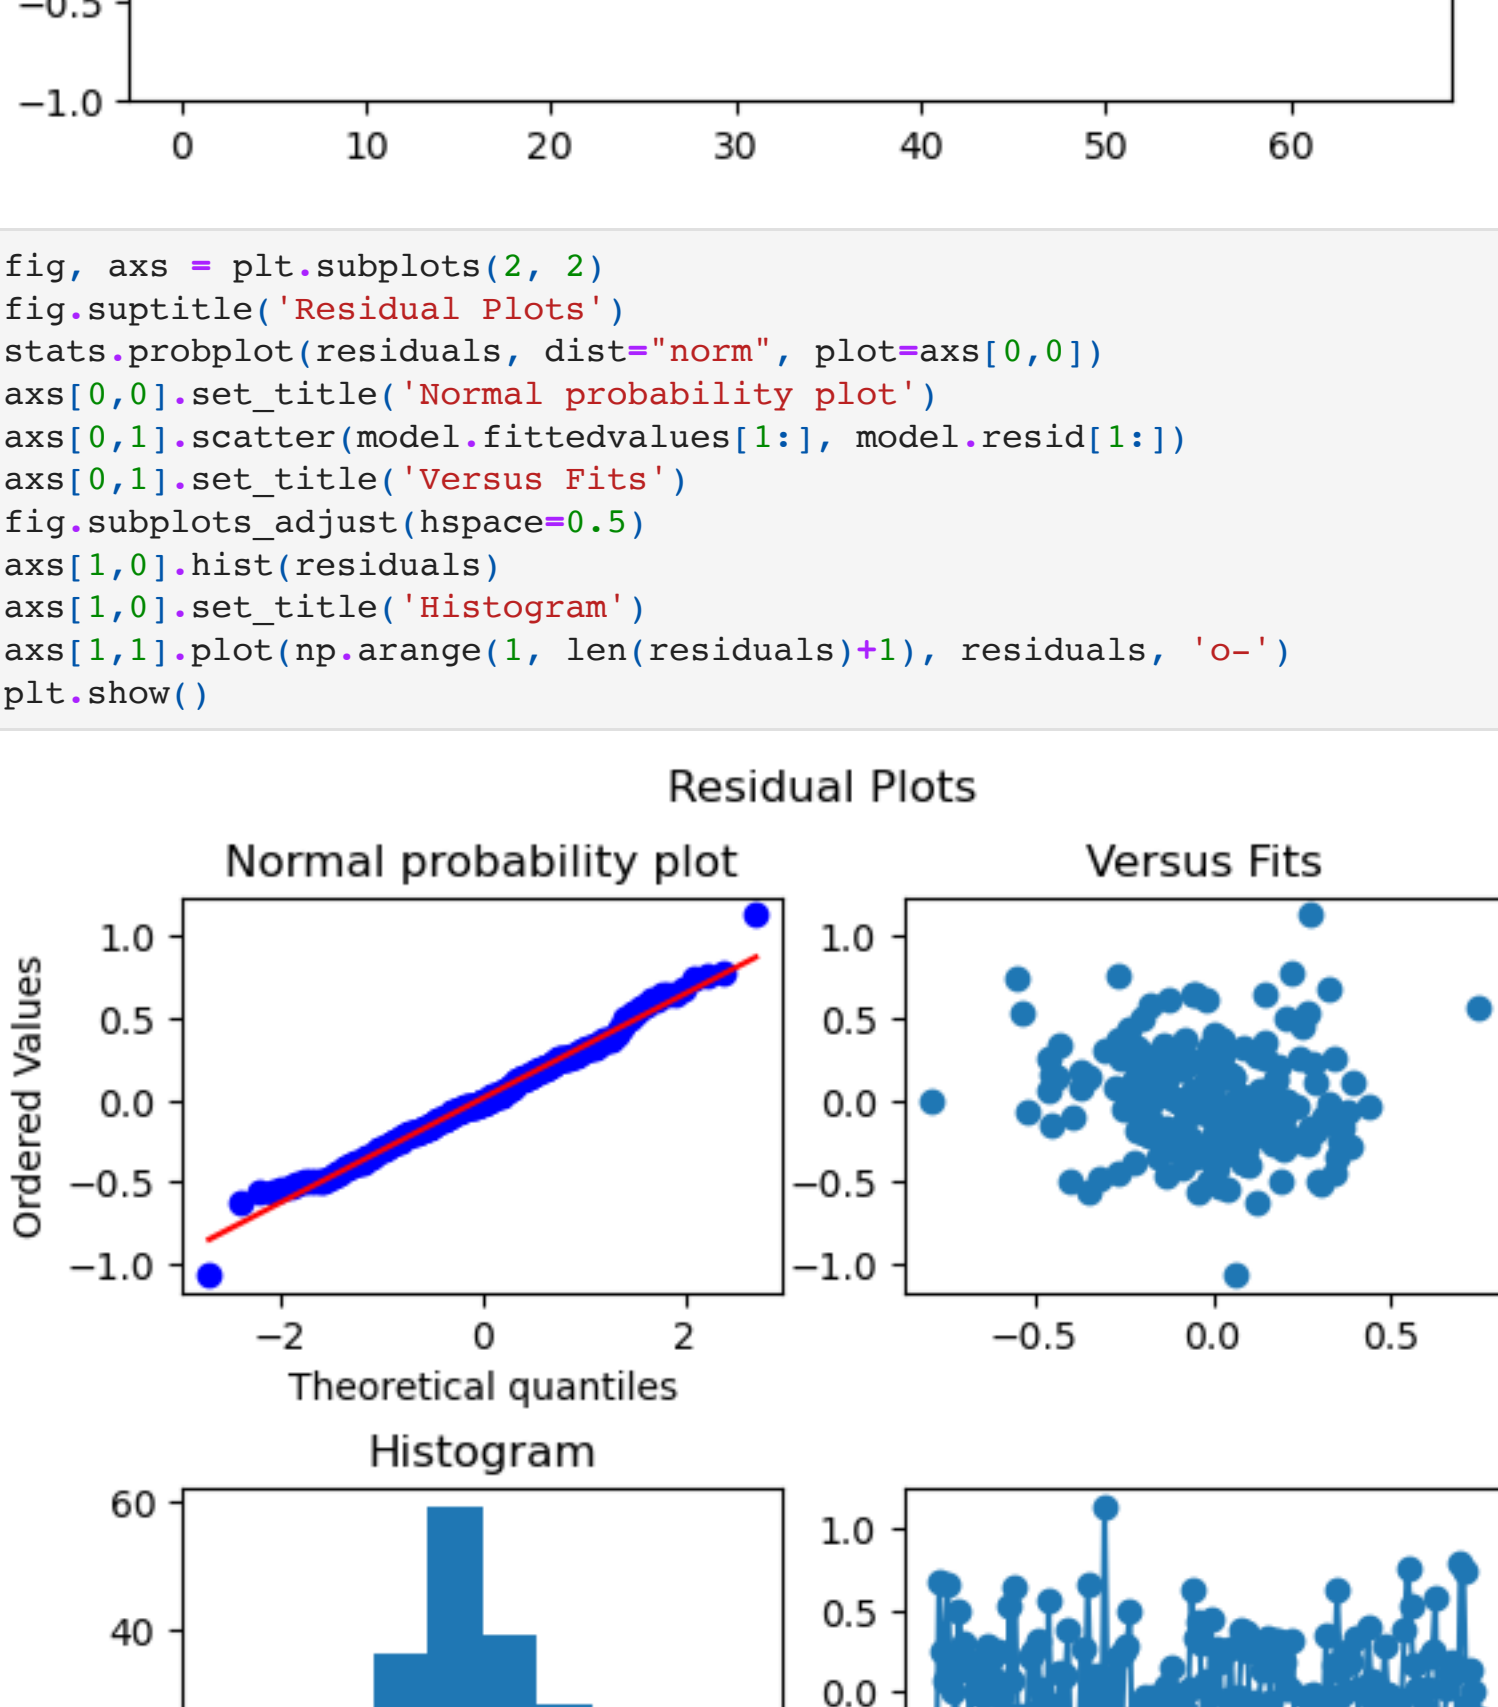 −0.5
−1.0
0 10 20 30 40 50 60
fig, axs = plt.subplots(2, 2)
fig.suptitle('Residual Plots')
stats.probplot(residuals, dist="norm", plot=axs[0,0])
axs[0,0].set_title('Normal probability plot')
axs[0,1].scatter(model.fittedvalues[1:], model.resid[1:])
axs[0,1].set_title('Versus Fits')
fig.subplots_adjust(hspace=0.5)
axs[1,0].hist(residuals)
axs[1,0].set_title('Histogram')
axs[1,1].plot(np.arange(1, len(residuals)+1), residuals, 'o-')
plt.show()
Residual Plots
Normal probability plot
Ordered Values
1.0
0.5
0.0
−0.5
−1.0
−2 0 2
Theoretical quantiles
Versus Fits
1.0
0.5
0.0
−0.5
−1.0
−0.5 0.0 0.5
Histogram
60
40
1.0
0.5
0.0